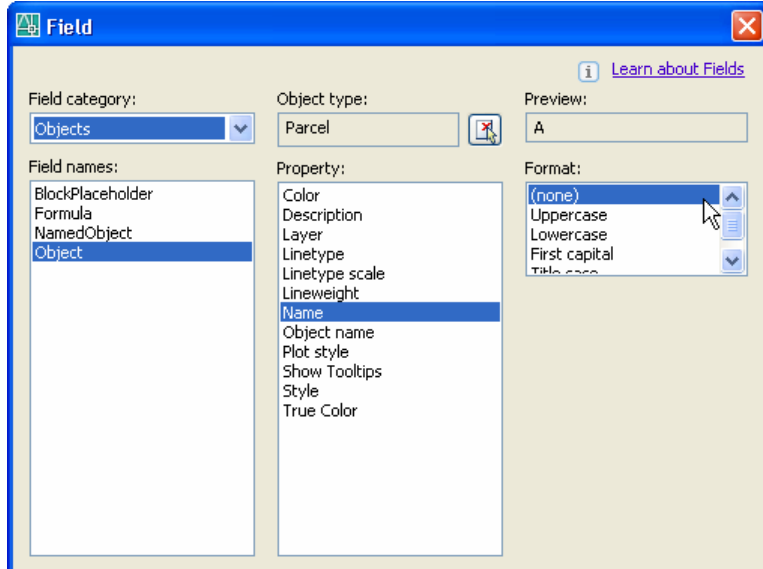 Field
Learn about Fields
Field category:
Objects
Object type:
Parcel
Preview:
A
Field names:
BlockPlaceholder
Formula
NamedObject
Object
Property:
Color
Description
Layer
Linetype
Linetype scale
Lineweight
Name
Object name
Plot style
Show Tooltips
Style
True Color
Format:
(none)
Uppercase
Lowercase
First capital
Title case